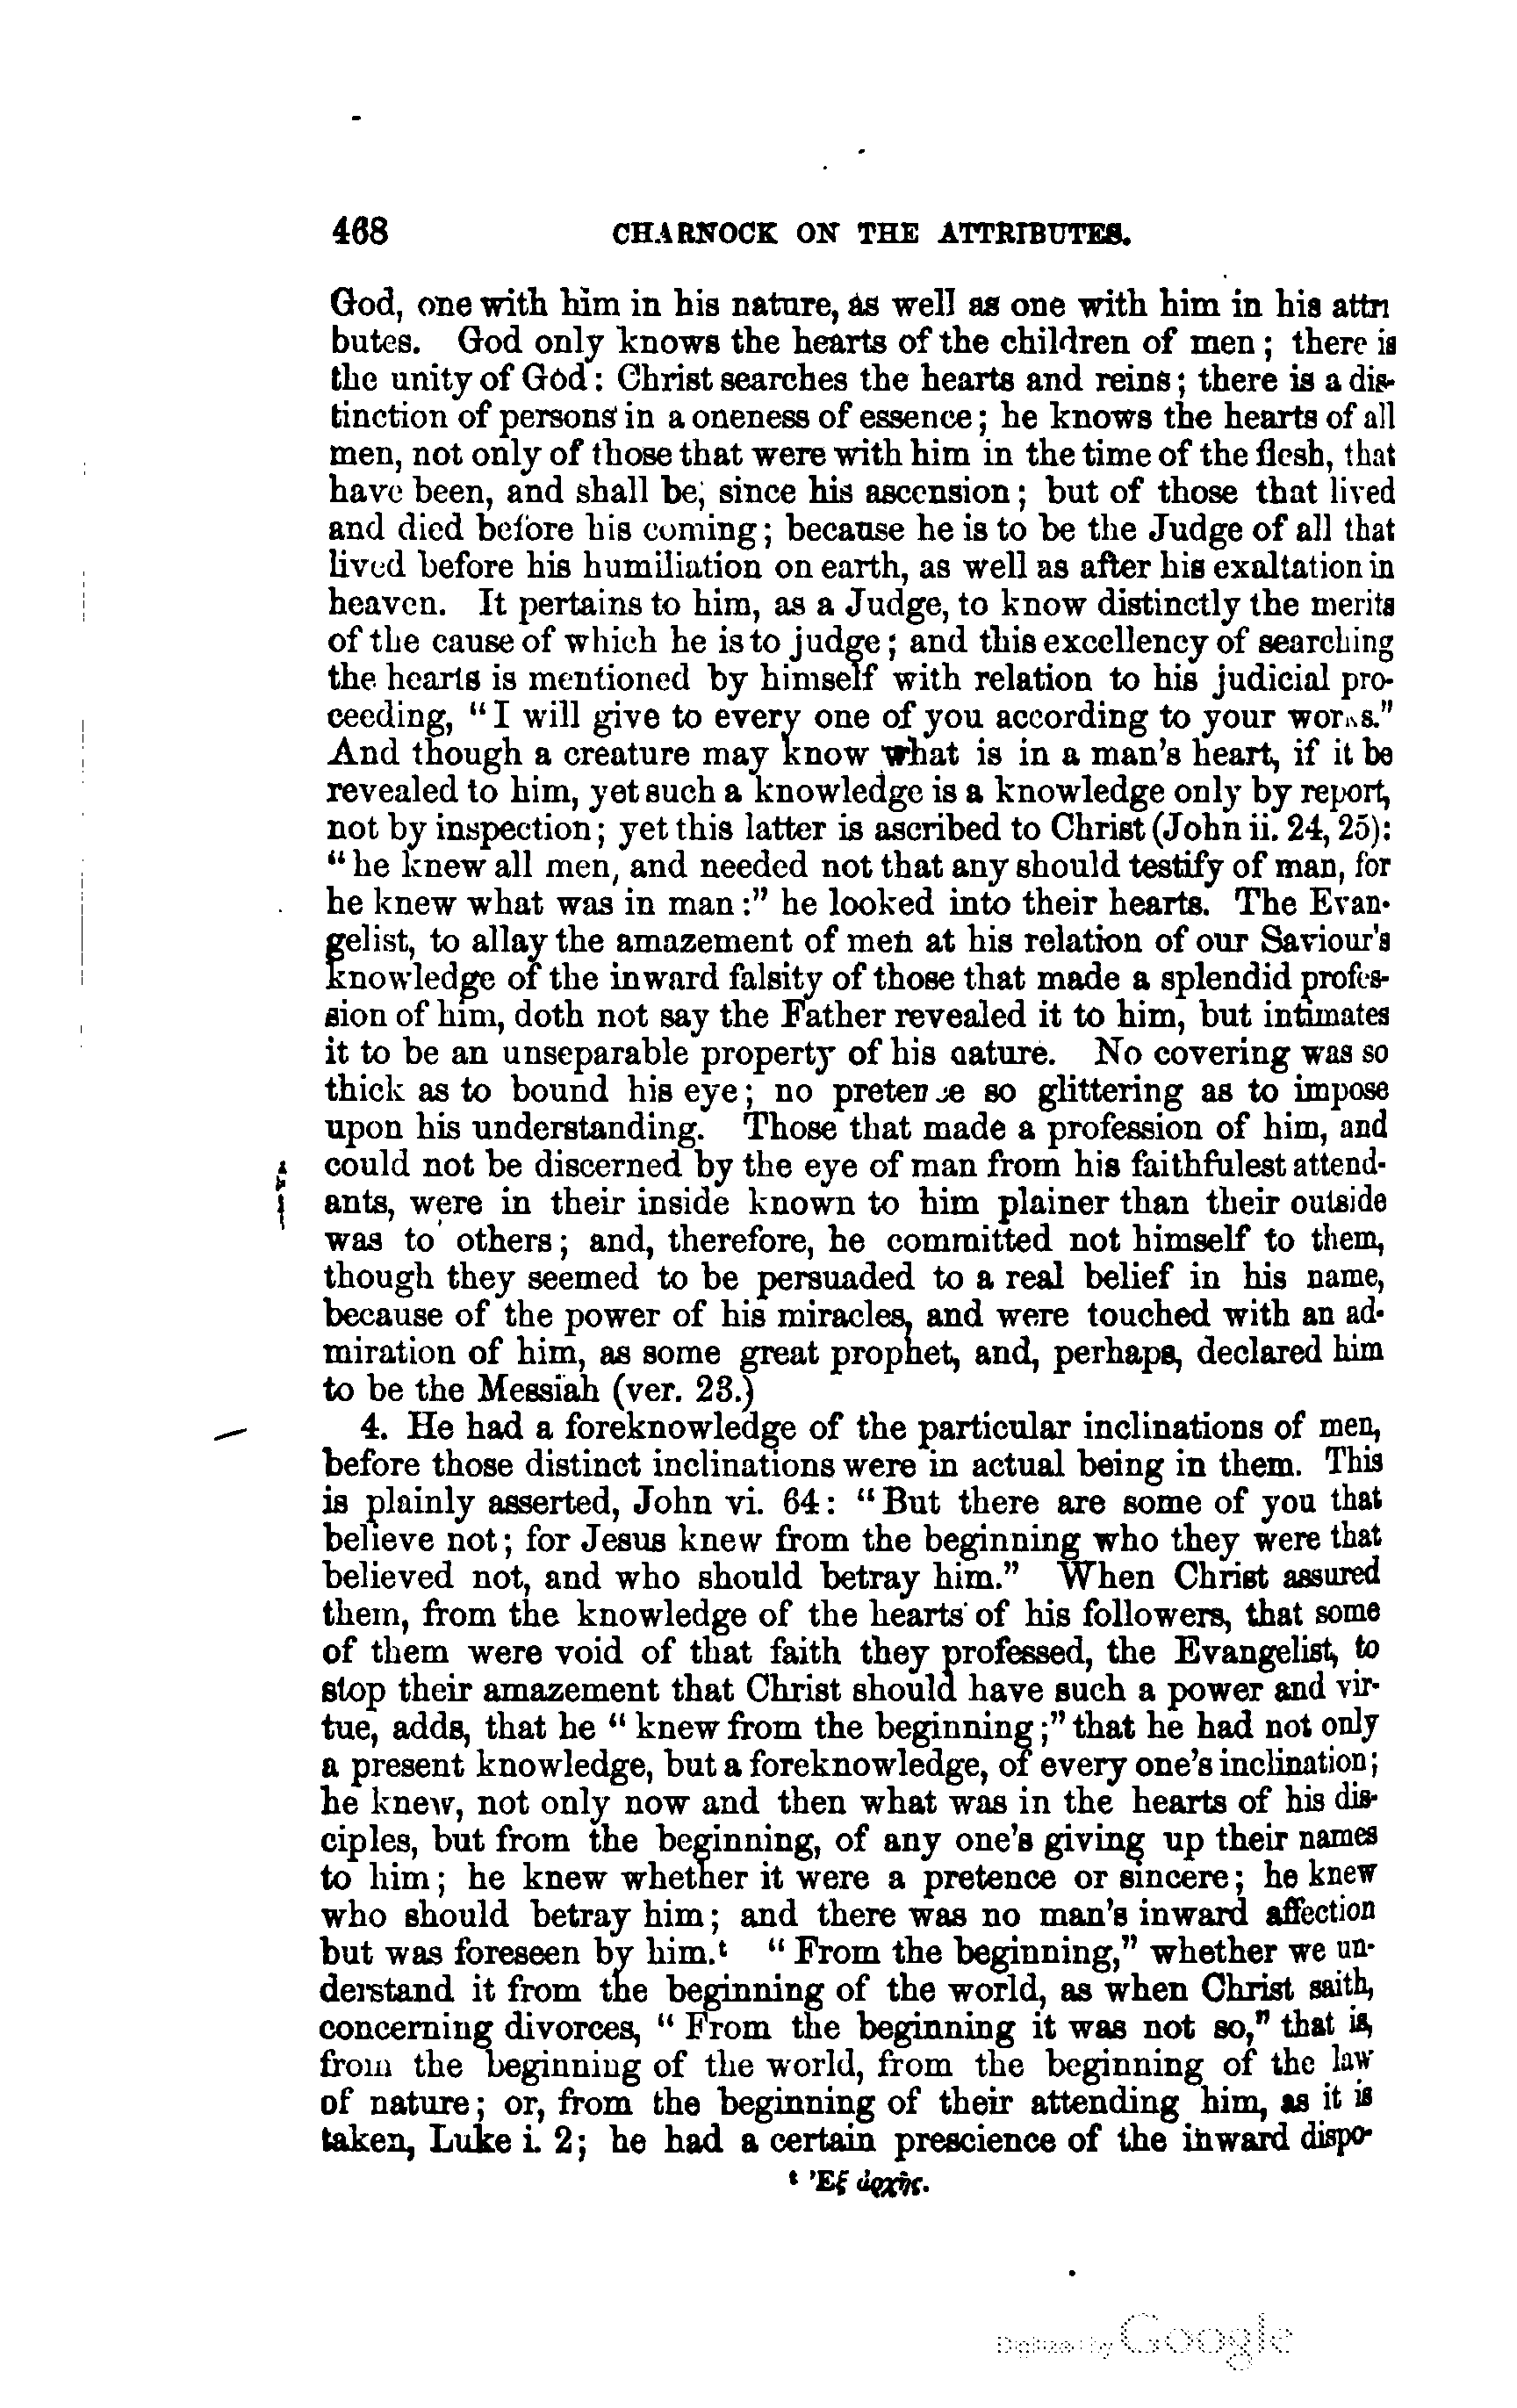 468 CHARNOCK ON THE ATTRIBUTES.
God, one with him in his nature, as well as one with him in his attri
butes. God only knows the hearts of the children of men; there is
the unity of God: Christ searches the hearts and reins; there is a dis-
tinction of persons in a oneness of essence; he knows the hearts of all
men, not only of those that were with him in the time of the flesh, that
have been, and shall be, since his ascension; but of those that lived
and died before his coming; because he is to be the Judge of all that
lived before his humiliation on earth, as well as after his exaltation in
heaven. It pertains to him, as a Judge, to know distinctly the merits
of the cause of which he is to judge; and this excellency of searching
the hearts is mentioned by himself with relation to his judicial pro-
ceeding, "I will give to every one of you according to your works."
And though a creature may know what is in a man's heart, if it be
revealed to him, yet such a knowledge is a knowledge only by report,
not by inspection; yet this latter is ascribed to Christ (John ii. 24, 25):
"he knew all men, and needed not that any should testify of man, for
he knew what was in man:" he looked into their hearts. The Evan-
gelist, to allay the amazement of men at his relation of our Saviour's
knowledge of the inward falsity of those that made a splendid profes-
sion of him, doth not say the Father revealed it to him, but intimates
it to be an unseparable property of his nature. No covering was so
thick as to bound his eye; no pretence so glittering as to impose
upon his understanding. Those that made a profession of him, and
could not be discerned by the eye of man from his faithfulest attend-
ants, were in their inside known to him plainer than their outside
was to others; and, therefore, he committed not himself to them,
though they seemed to be persuaded to a real belief in his name,
because of the power of his miracles, and were touched with an ad-
miration of him, as some great prophet, and, perhaps, declared him
to be the Messiah (ver. 23.)
4. He had a foreknowledge of the particular inclinations of men,
before those distinct inclinations were in actual being in them. This
is plainly asserted, John vi. 64: "But there are some of you that
believe not; for Jesus knew from the beginning who they were that
believed not, and who should betray him." When Christ assured
them, from the knowledge of the hearts of his followers, that some
of them were void of that faith they professed, the Evangelist, to
stop their amazement that Christ should have such a power and vir-
tue, adds, that he "knew from the beginning;" that he had not only
a present knowledge, but a foreknowledge, of every one's inclination;
he knew, not only now and then what was in the hearts of his dis-
ciples, but from the beginning, of any one's giving up their names
to him; he knew whether it were a pretence or sincere; he knew
who should betray him; and there was no man's inward affection
but was foreseen by him.t "From the beginning," whether we un-
derstand it from the beginning of the world, as when Christ saith,
concerning divorces, "From the beginning it was not so," that is,
from the beginning of the world, from the beginning of the law
of nature; or, from the beginning of their attending him, as it is
taken, Luke i. 2; he had a certain prescience of the inward dispo-
t Ἐξ ἀρχῆς.
Digitized by Google